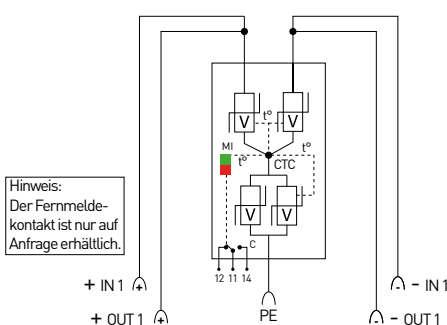 t°
V
V
MI
t°
t°
CTC
Hinweis:
Der Fernmelde-
kontakt ist nur auf
Anfrage erhältlich.
V
V
C
12 11 14
+ IN 1
+
-
- IN 1
PE
+ OUT 1
+
-
- OUT 1